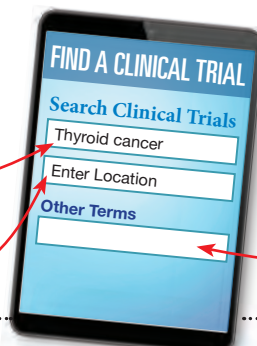 FIND A CLINICAL TRIAL
Search Clinical Trials
Thyroid cancer
Enter Location
Other Terms